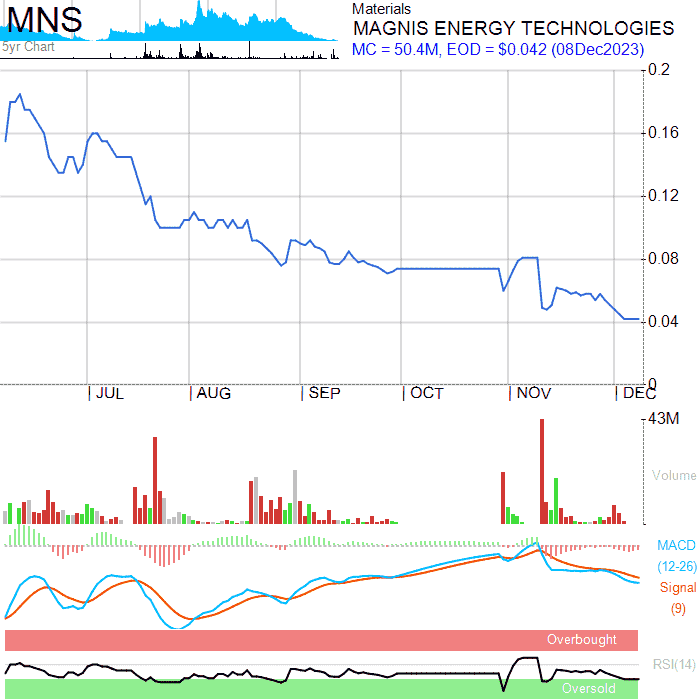 MNS
5yr Chart
Materials
MAGNIS ENERGY TECHNOLOGIES
MC = 50.4M, EOD = $0.042 (08Dec2023)
0.2
0.16
0.12
0.08
0.04
0
JUL AUG SEP OCT NOV DEC
43M
Volume
MACD
(12-26)
Signal
(9)
Overbought
RSI(14)
Oversold